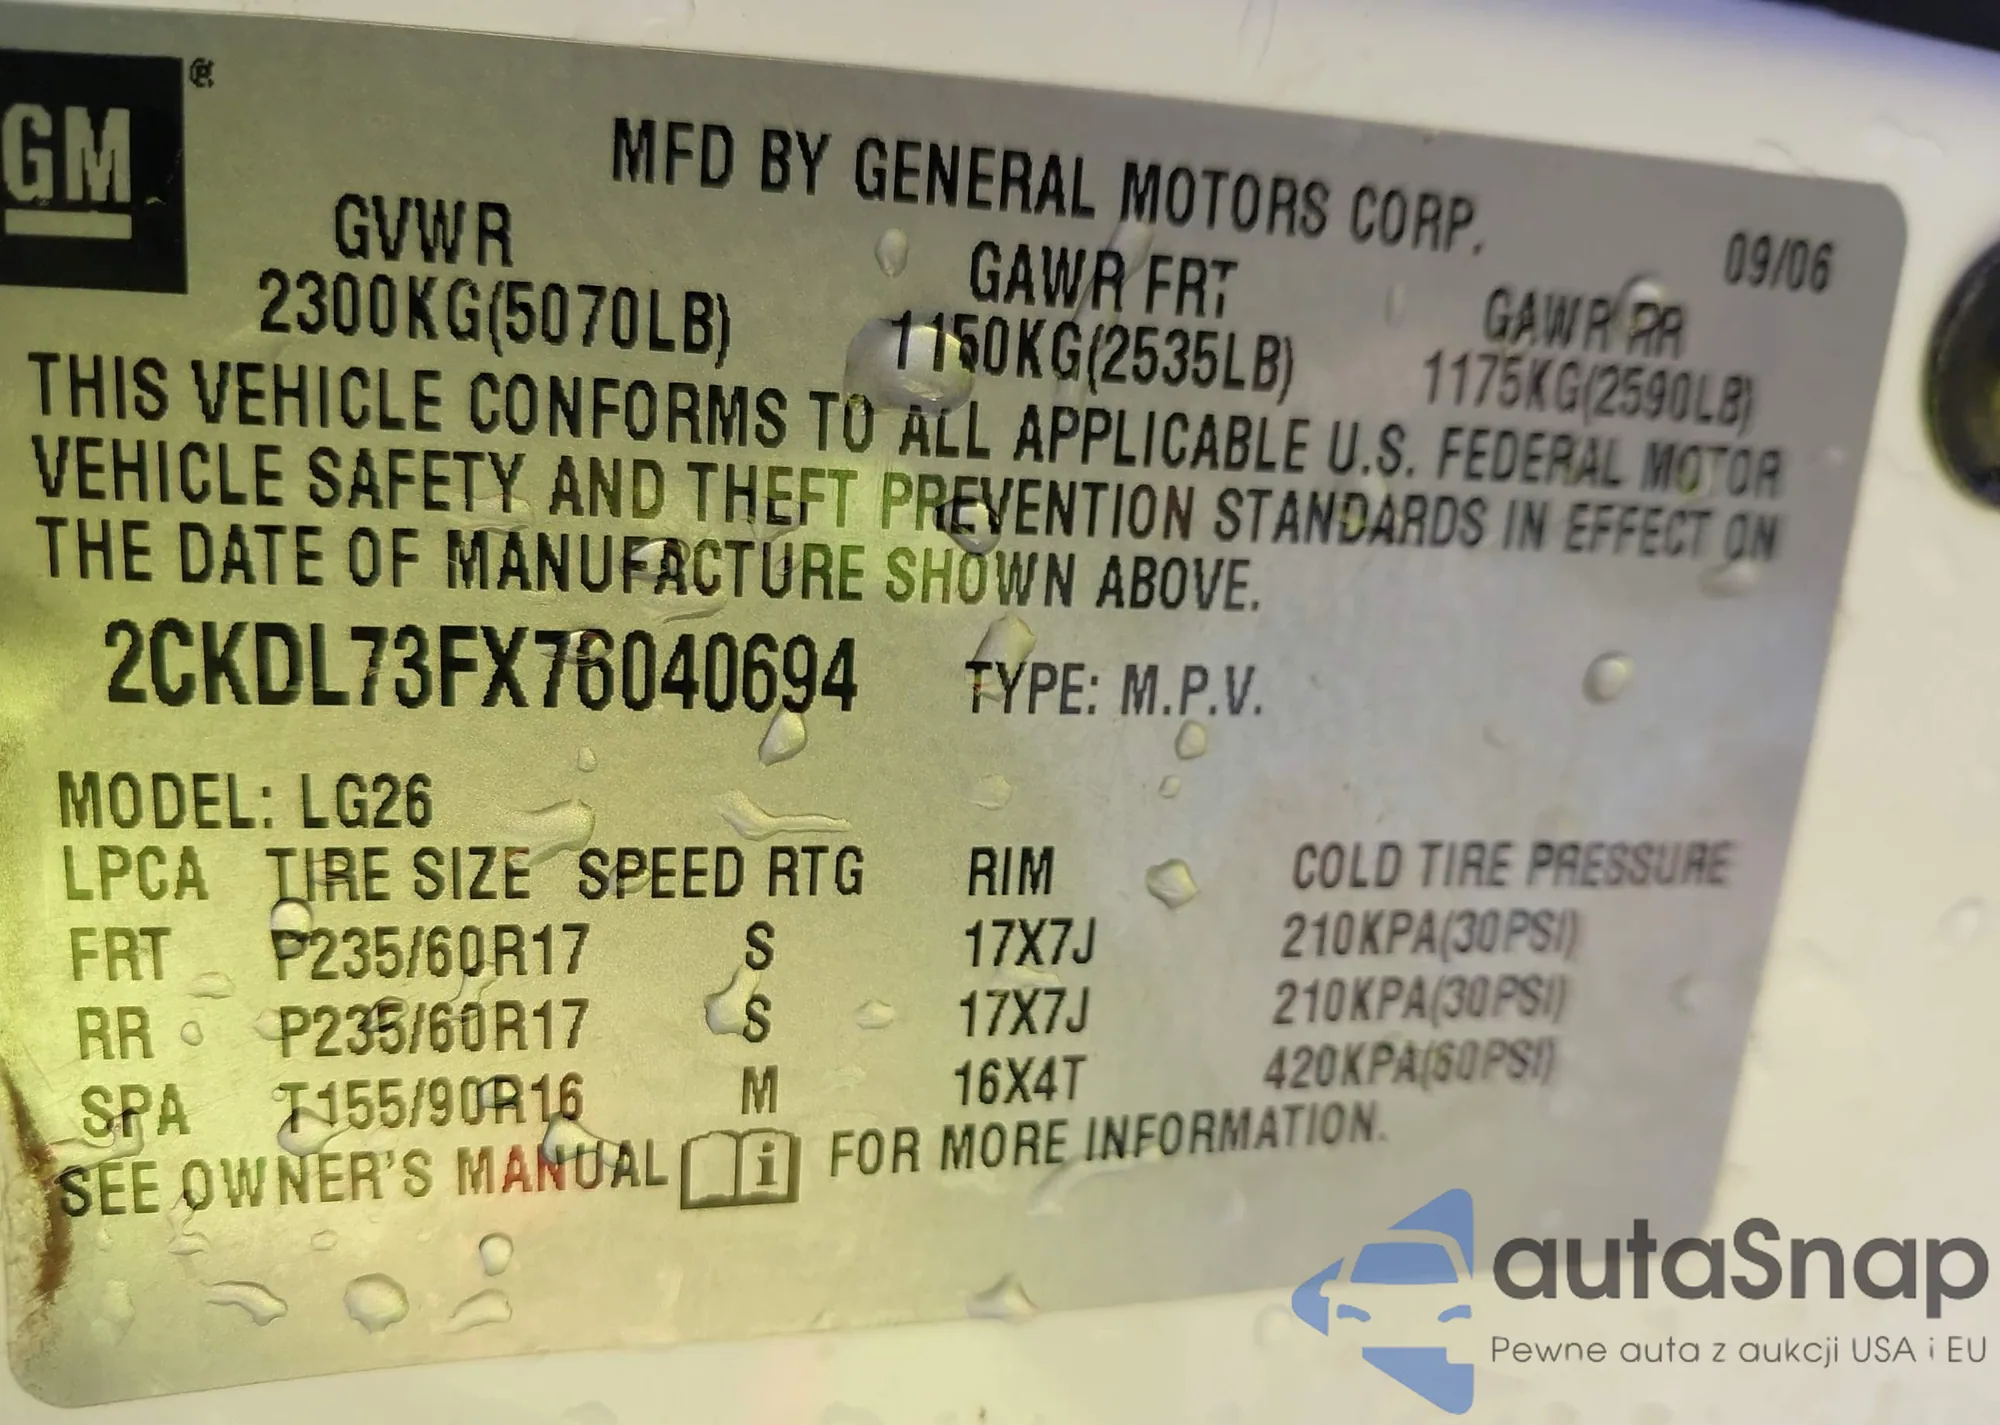 GM ®
MFD BY GENERAL MOTORS CORP.
09/06
GVWR GAWR FRT GAWR RR
2300KG(5070LB) 1150KG(2535LB) 1175KG(2590LB)
THIS VEHICLE CONFORMS TO ALL APPLICABLE U.S. FEDERAL MOTOR
VEHICLE SAFETY AND THEFT PREVENTION STANDARDS IN EFFECT ON
THE DATE OF MANUFACTURE SHOWN ABOVE.
2CKDL73FX76040694 TYPE: M.P.V.
MODEL: LG26
LPCA TIRE SIZE SPEED RTG RIM COLD TIRE PRESSURE
FRT P235/60R17 S 17X7J 210KPA(30PSI)
RR P235/60R17 S 17X7J 210KPA(30PSI)
SPA T155/90R16 M 16X4T 420KPA(60PSI)
SEE OWNER'S MANUAL i FOR MORE INFORMATION.
autaSnap
Pewne auta z aukcji USA i EU